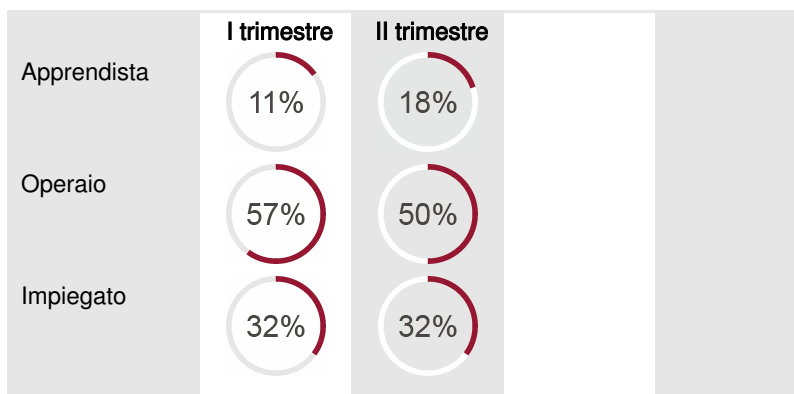 I trimestre II trimestre
Apprendista
11% 18%
Operaio
57% 50%
Impiegato
32% 32%